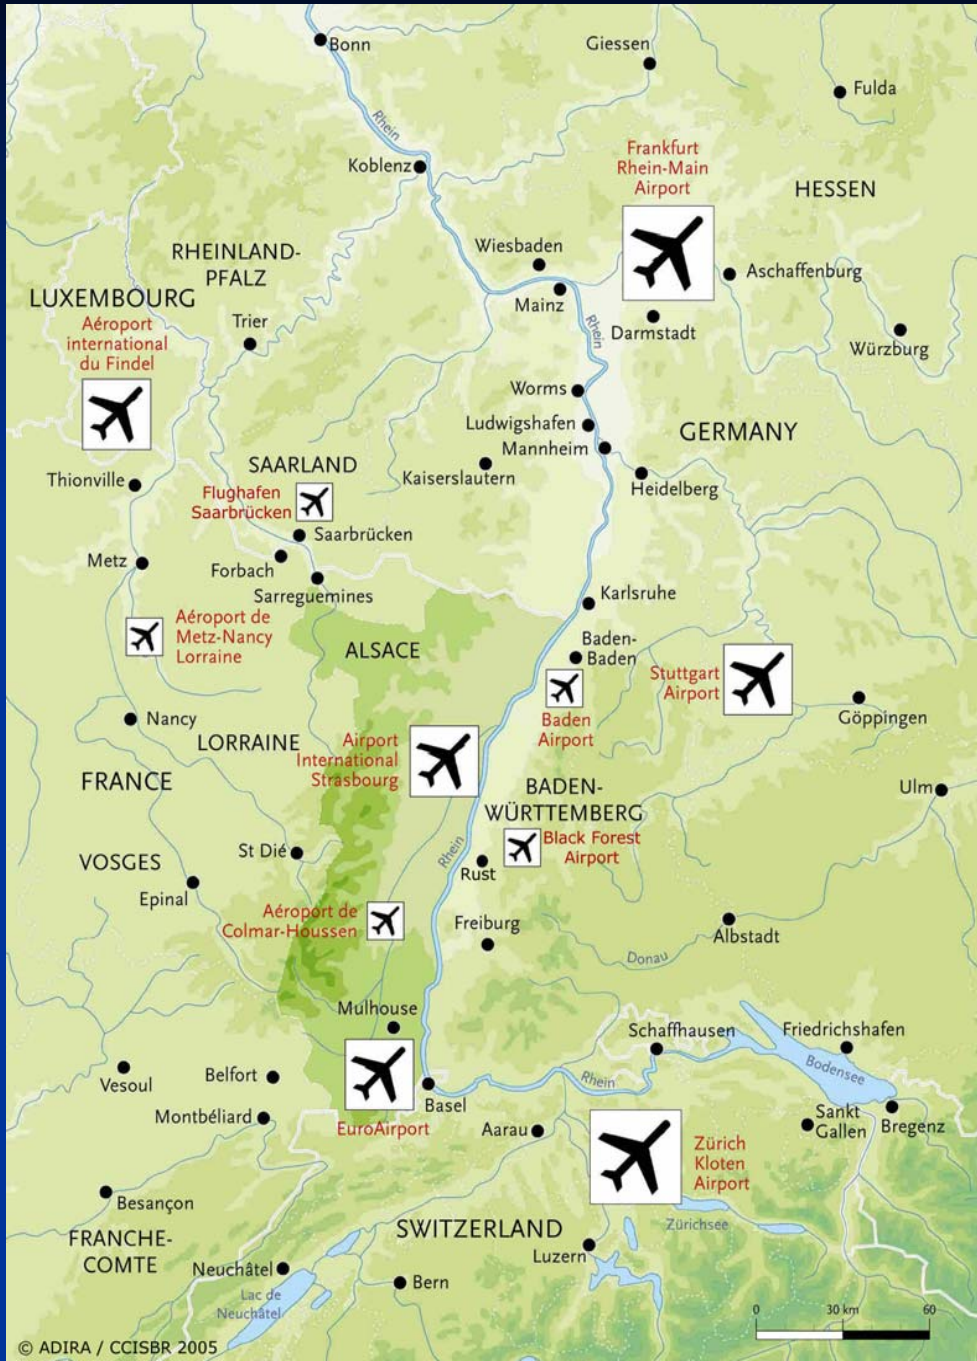 Bonn
Giessen
Fulda
Rhein
Koblenz
Frankfurt
Rhein-Main
Airport
HESSEN
RHEINLAND-
PFALZ
Wiesbaden
Mainz
Aschaffenburg
LUXEMBOURG
Aéroport
international
du Findel
Trier
Rhein
Darmstadt
Würzburg
Worms
Ludwigshafen
Mannheim
GERMANY
Thionville
SAARLAND
Kaiserslautern
Heidelberg
Flughafen
Saarbrücken
Saarbrücken
Metz
Forbach
Sarreguemines
Karlsruhe
Aéroport de
Metz-Nancy
Lorraine
ALSACE
Baden-
Baden
Stuttgart
Airport
Baden
Airport
Göppingen
Nancy
LORRAINE
Airport
International
Strasbourg
FRANCE
BADEN-
WÜRTTEMBERG
Ulm
Black Forest
Airport
Rhein
St Dié
VOSGES
Rust
Epinal
Aéroport de
Colmar-Houssen
Freiburg
Albstadt
Donau
Mulhouse
Schaffhausen
Friedrichshafen
Bodensee
Vesoul
Belfort
Rhein
Basel
Montbéliard
EuroAirport
Aarau
Sankt
Gallen
Bregenz
Zürich
Kloten
Airport
Besançon
Zürichsee
FRANCHE-
COMTE
SWITZERLAND
Luzern
Neuchâtel
Bern
Lac de
Neuchâtel
0 30 km 60
© ADIRA / CCISBR 2005